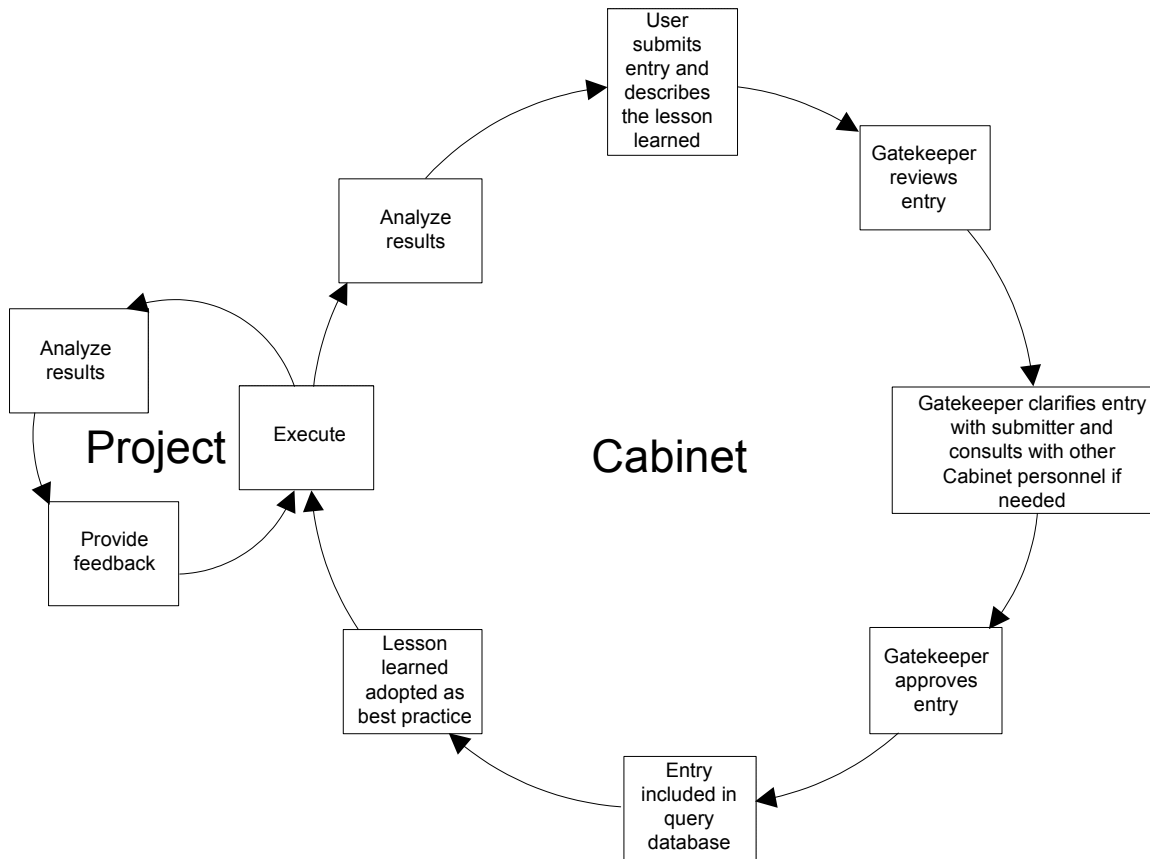 User
submits
entry and
describes
the lesson
learned
Gatekeeper
reviews
entry
Analyze
results
Analyze
results
Execute
Project
Cabinet
Gatekeeper clarifies entry
with submitter and
consults with other
Cabinet personnel if
needed
Provide
feedback
Lesson
learned
adopted as
best practice
Gatekeeper
approves
entry
Entry
included in
query
database